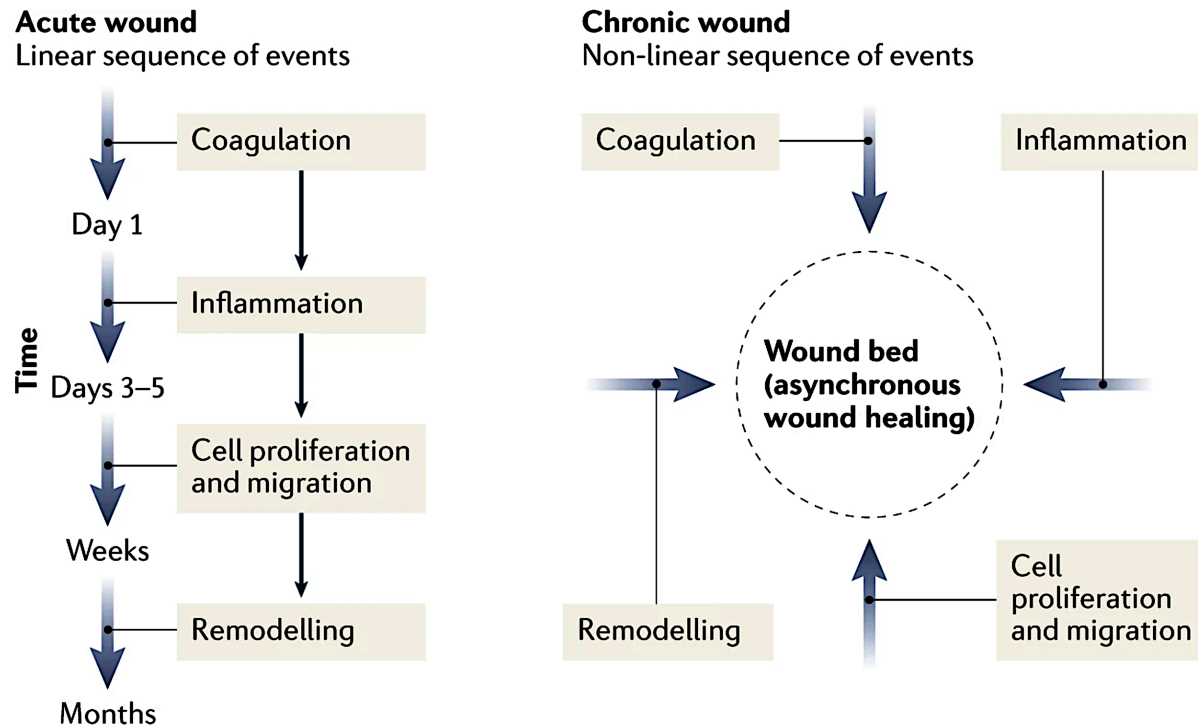 Acute wound
Linear sequence of events
Coagulation
Day 1
Inflammation
Time
Days 3–5
Cell proliferation
and migration
Weeks
Remodelling
Months
Chronic wound
Non-linear sequence of events
Coagulation
Inflammation
Wound bed
(asynchronous
wound healing)
Remodelling
Cell
proliferation
and migration